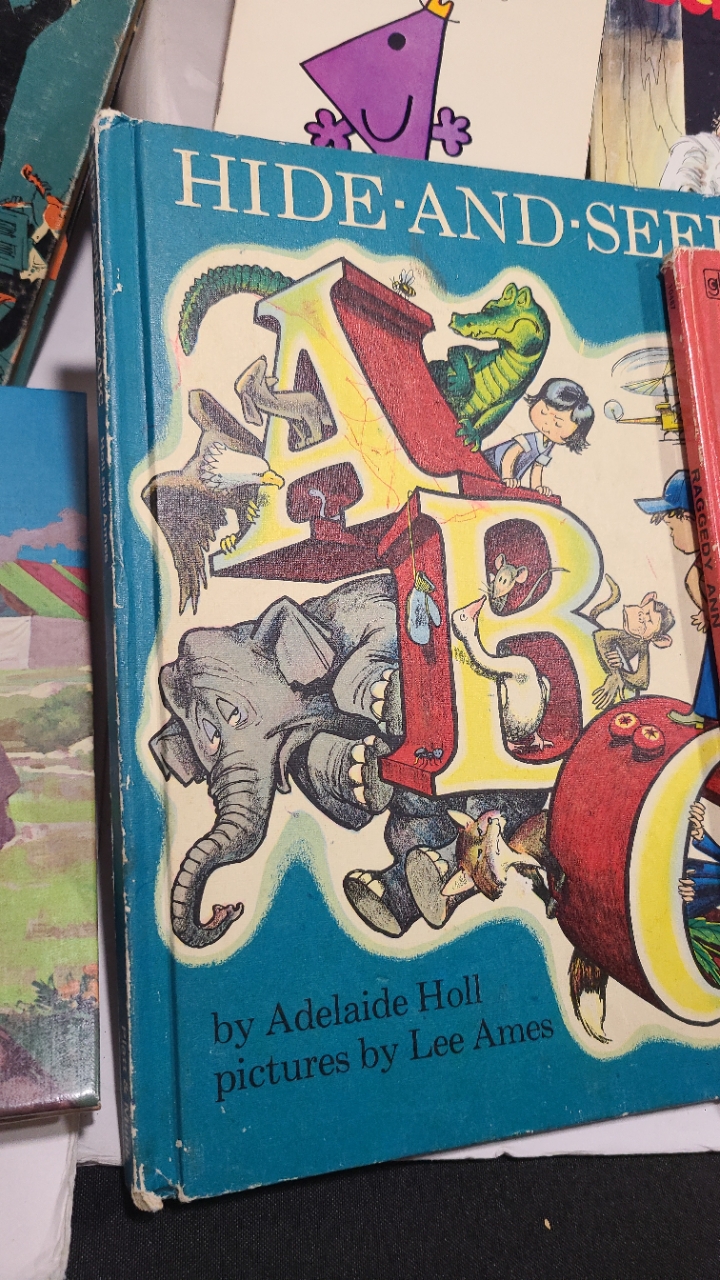 HIDE-AND-SEE
A
B
C
RAGGEDY ANN
by Adelaide Holl
pictures by Lee Ames